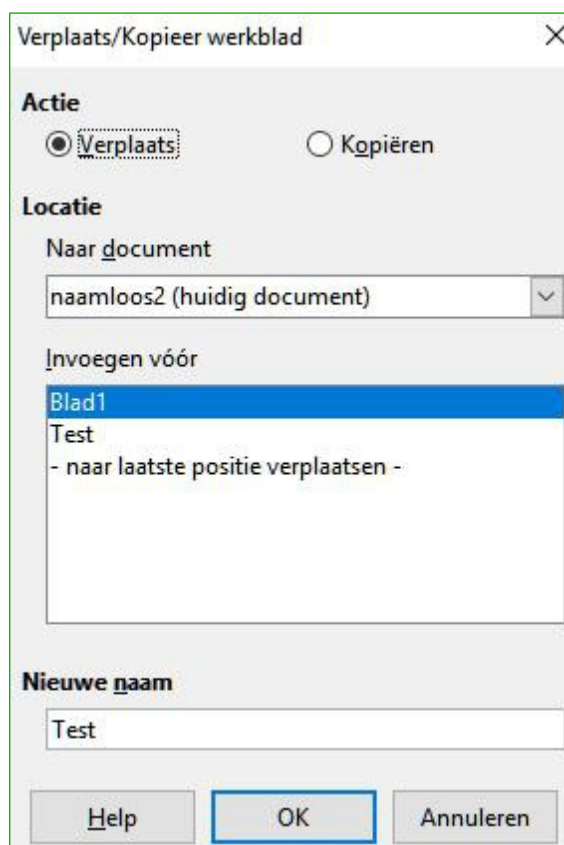 Verplaats/Kopieer werkblad
Actie
Verplaats Kopiëren
Locatie
Naar document
naamloos2 (huidig document)
Invoegen vóór
Blad1
Test
- naar laatste positie verplaatsen -
Nieuwe naam
Test
Help OK Annuleren